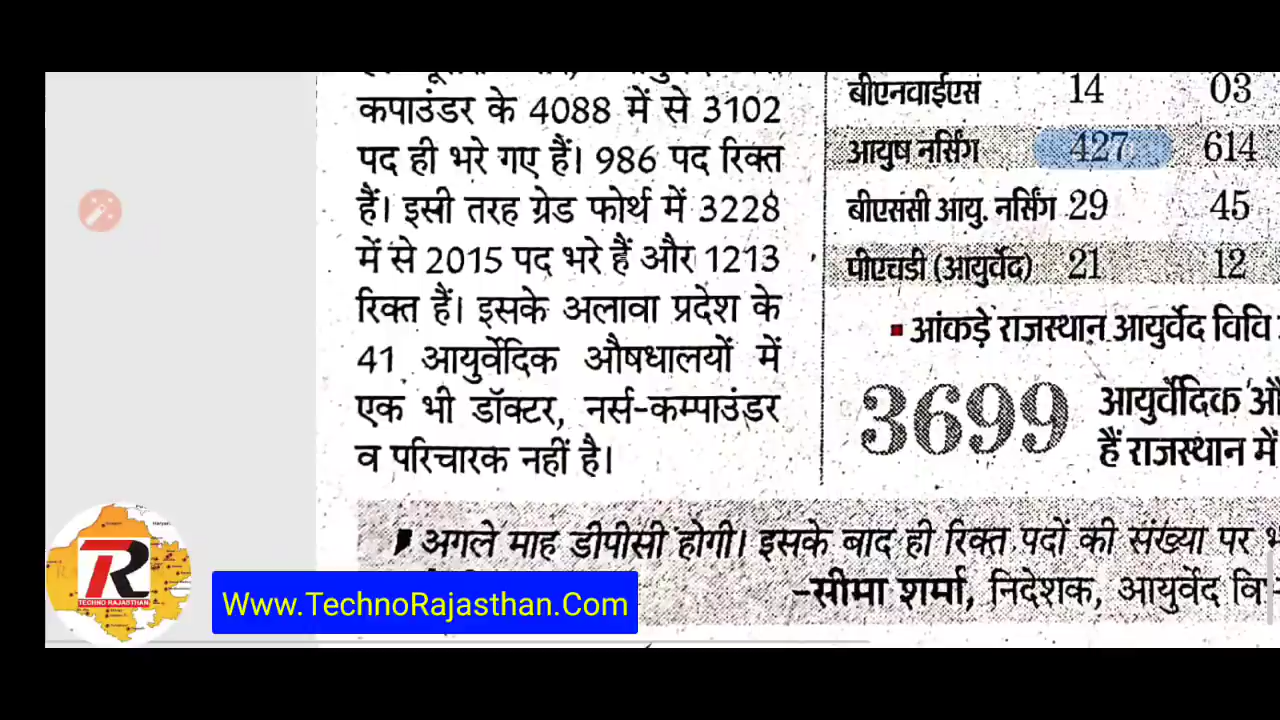 कपाउंडर के 4088 में से 3102
पद ही भरे गए हैं। 986 पद रिक्त
हैं। इसी तरह ग्रेड फोर्थ में 3228
में से 2015 पद भरे हैं और 1213
रिक्त हैं। इसके अलावा प्रदेश के
41 आयुर्वेदिक औषधालयों में
एक भी डॉक्टर, नर्स-कम्पाउंडर
व परिचारक नहीं है।
बीएनवाईएस 14 03
आयुष नर्सिंग 427 614
बीएससी आयु. नर्सिंग 29 45
पीएचडी (आयुर्वेद) 21 12
▪ आंकड़े राजस्थान आयुर्वेद विवि
3699 आयुर्वेदिक
हैं राजस्थान में
अगले माह डीपीसी होगी। इसके बाद ही रिक्त पदों की संख्या पर
-सीमा शर्मा, निदेशक, आयुर्वेद
TR
TECHNO RAJASTHAN
Www.TechnoRajasthan.Com